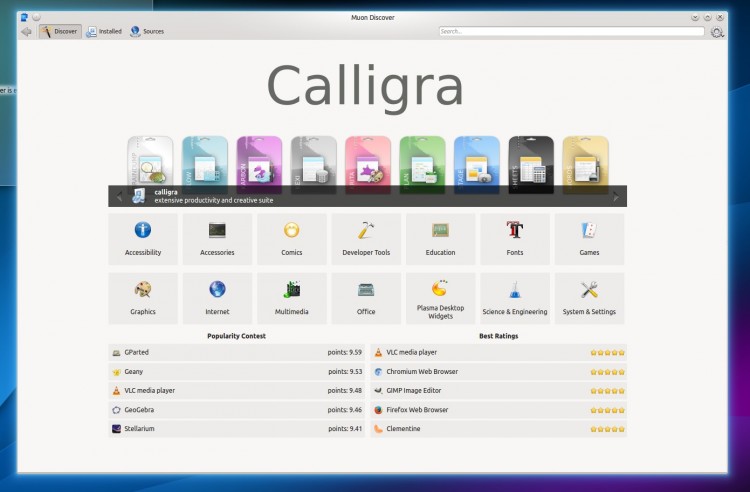 Muon Discover
Discover Installed Sources Search...
Calligra
calligra
extensive productivity and creative suite
Accessibility Accessories Comics Developer Tools Education Fonts Games
Graphics Internet Multimedia Office Plasma Desktop Widgets Science & Engineering System & Settings
Popularity Contest Best Ratings
GParted points: 9.59 VLC media player
Geany points: 9.53 Chromium Web Browser
VLC media player points: 9.48 GIMP Image Editor
GeoGebra points: 9.46 Firefox Web Browser
Stellarium points: 9.41 Clementine